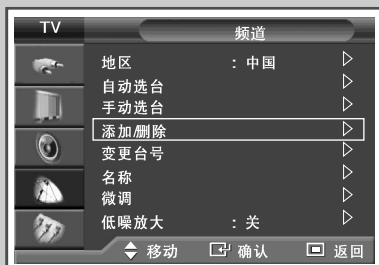 TV 频道
地区 : 中国
自动选台
手动选台
添加/删除
变更台号
名称
微调
低噪放大 : 关
移动 确认 返回